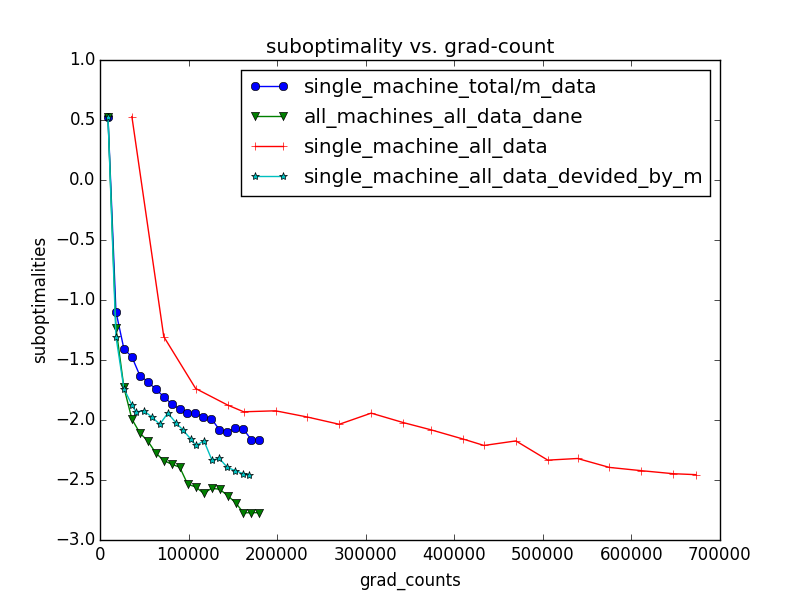 suboptimality vs. grad-count
single_machine_total/m_data
all_machines_all_data_dane
single_machine_all_data
single_machine_all_data_devided_by_m
suboptimalities
1.0
0.5
0.0
−0.5
−1.0
−1.5
−2.0
−2.5
−3.0
0 100000 200000 300000 400000 500000 600000 700000
grad_counts